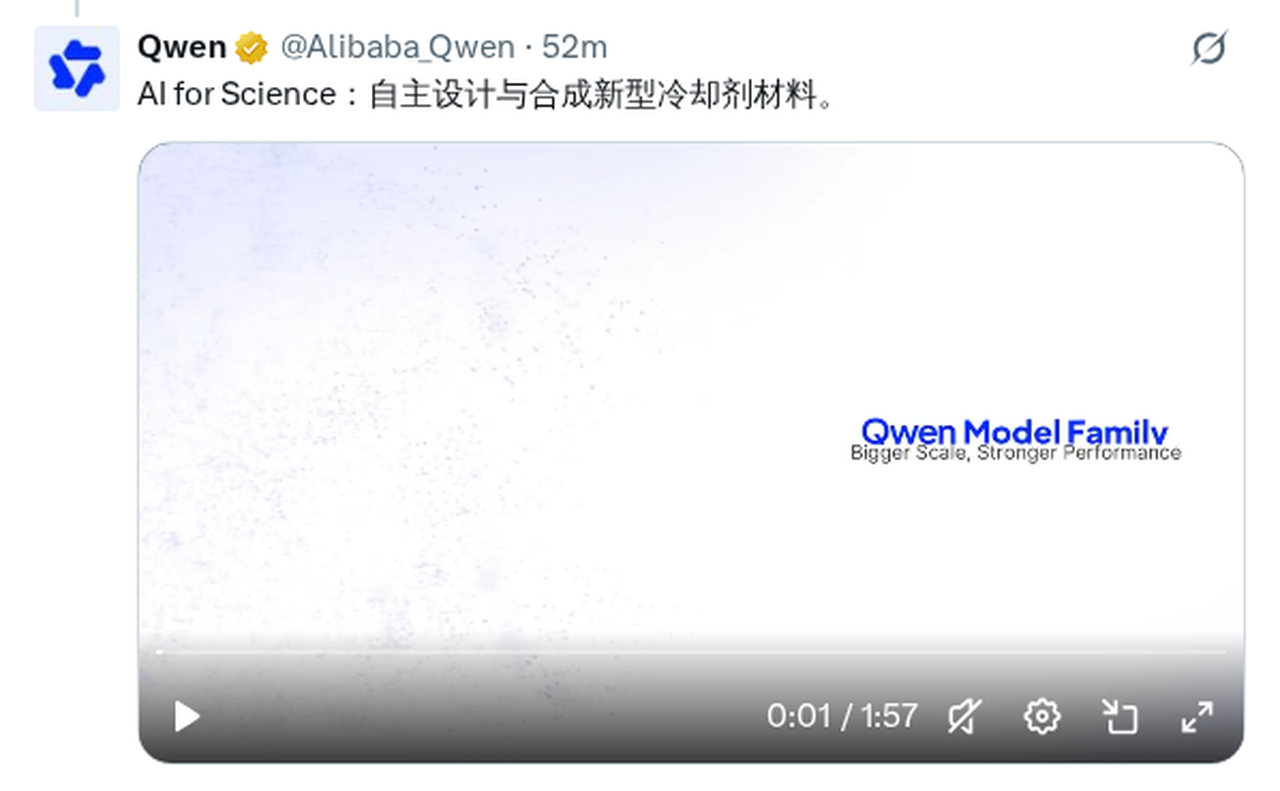 Qwen @Alibaba_Qwen · 52m
AI for Science：自主设计与合成新型冷却剂材料。
Qwen Model Family
Bigger Scale, Stronger Performance
0:01 / 1:57